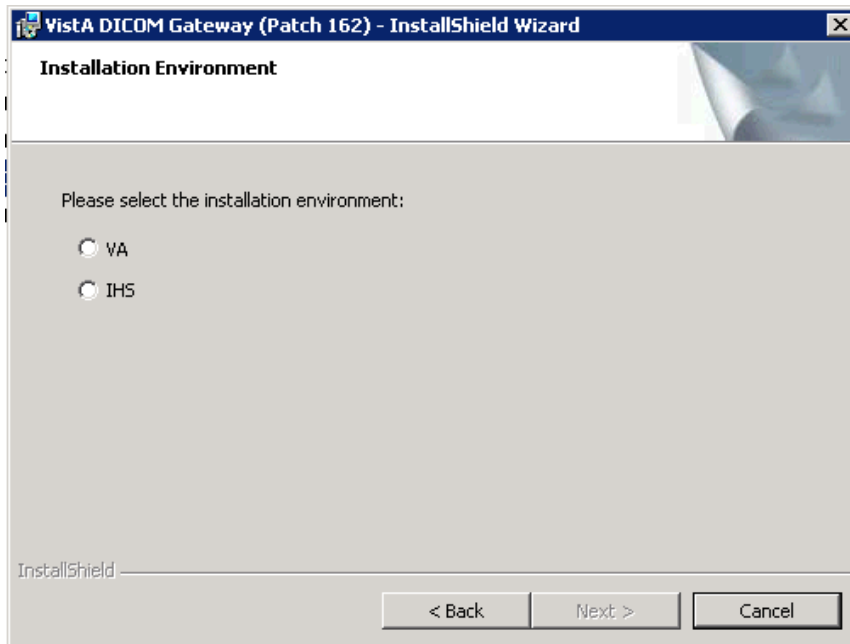 VistA DICOM Gateway (Patch 162) - InstallShield Wizard
Installation Environment
Please select the installation environment:
VA
IHS
InstallShield
< Back Next > Cancel